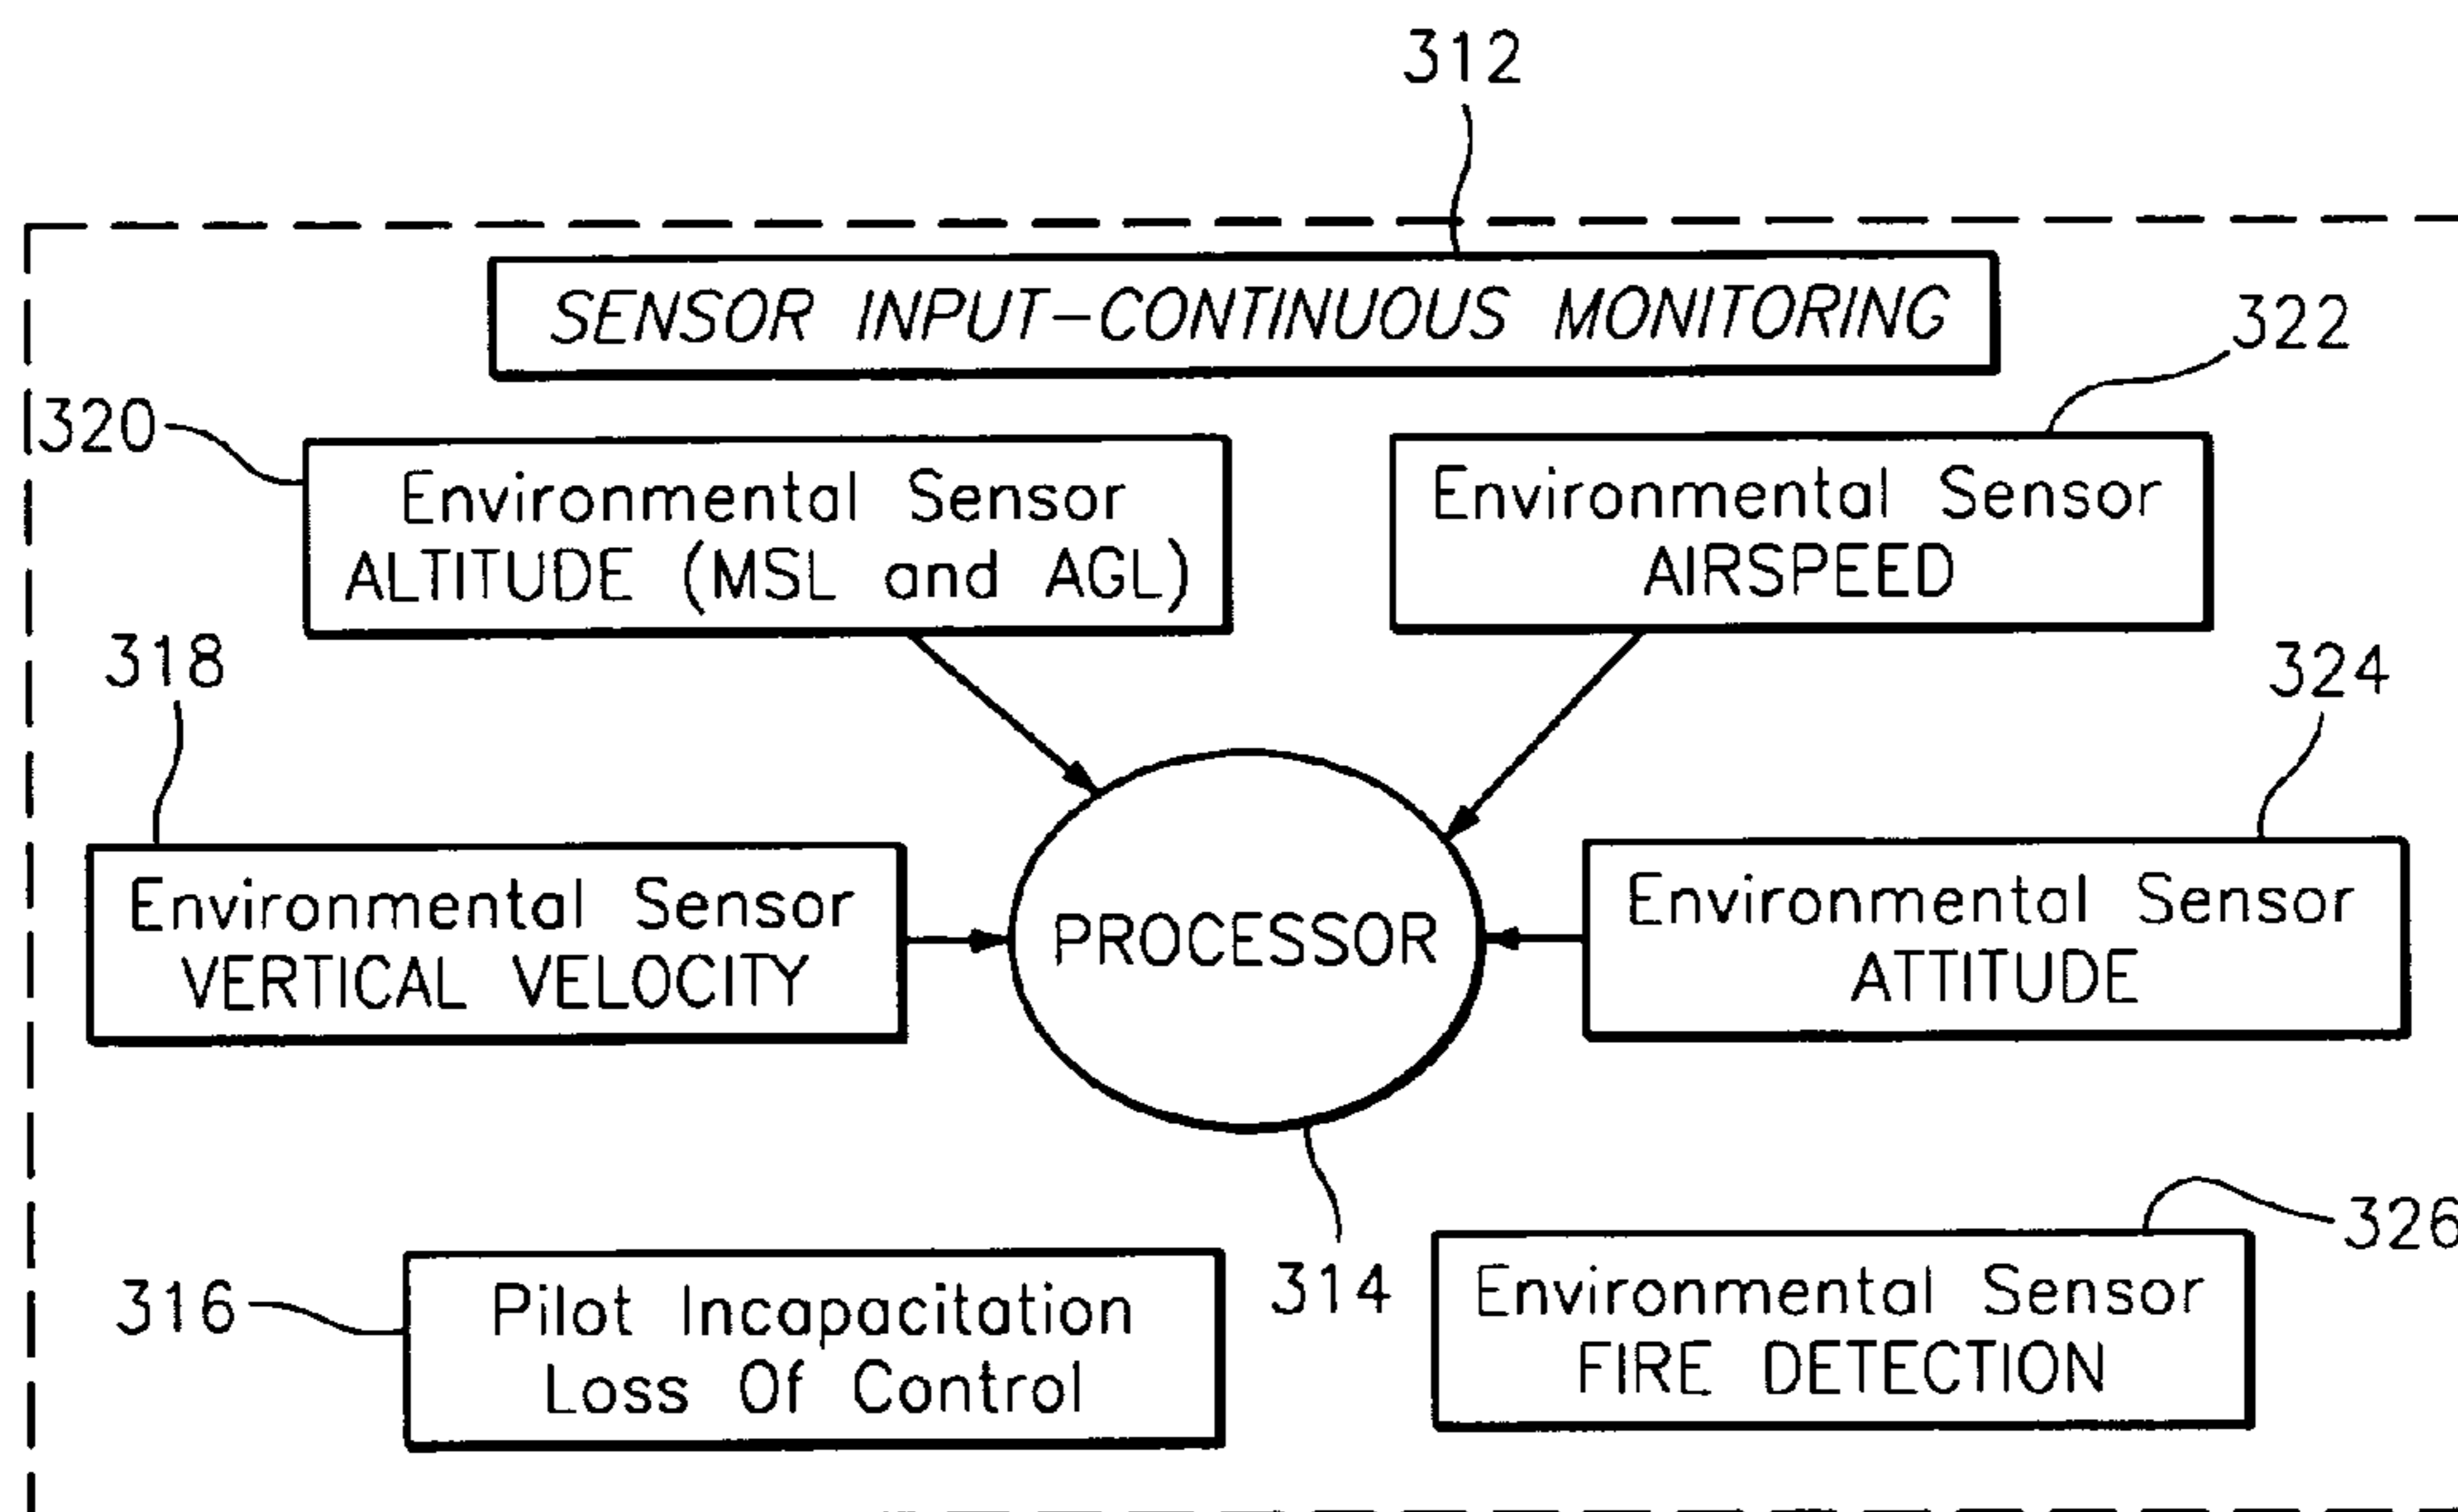 312
SENSOR INPUT-CONTINUOUS MONITORING
322
320
Environmental Sensor
ALTITUDE (MSL and AGL)
Environmental Sensor
AIRSPEED
318
324
Environmental Sensor
VERTICAL VELOCITY
PROCESSOR
Environmental Sensor
ATTITUDE
326
316
Pilot Incapacitation
Loss Of Control
314
Environmental Sensor
FIRE DETECTION